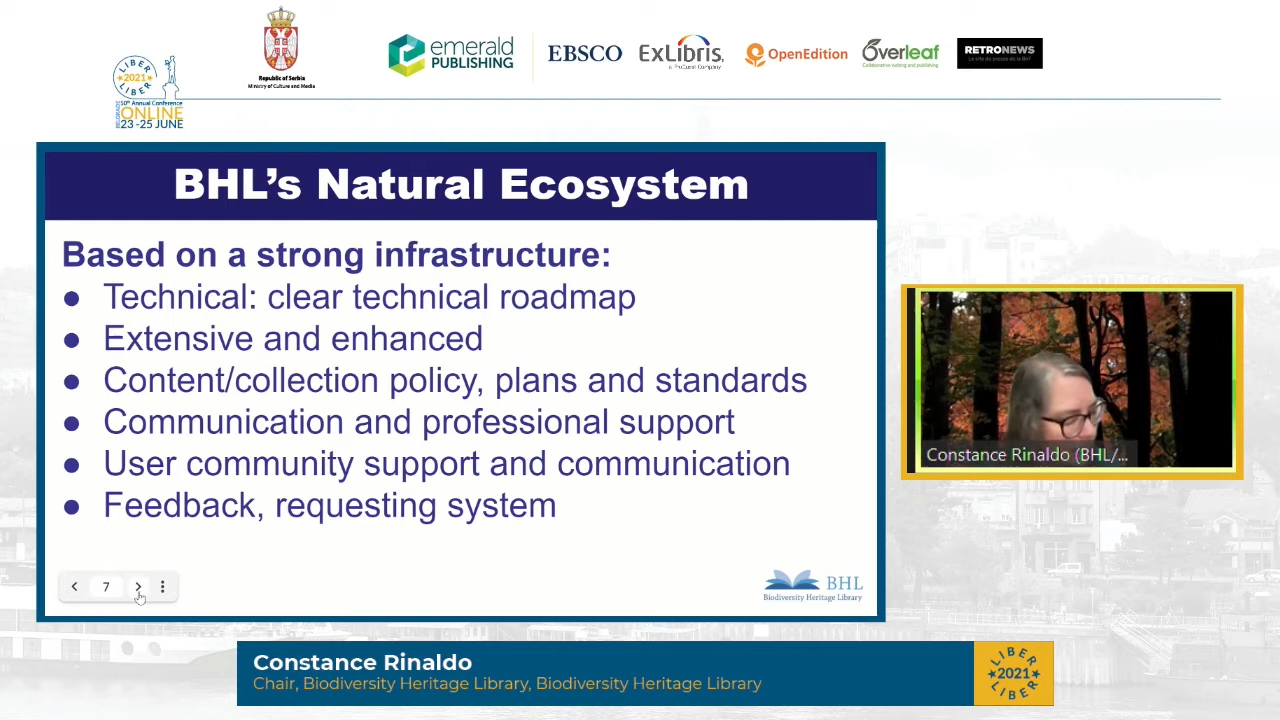 LIBER
2021
LIBER
BELGRADE
50th Annual Conference
ONLINE
23-25 JUNE
Republic of Serbia
Ministry of Culture and Media
emerald
PUBLISHING
EBSCO
ExLibris
a ProQuest Company
OpenEdition
Overleaf
Collaborative writing and publishing
RETRONEWS
Le site de presse de la BnF
BHL's Natural Ecosystem
Based on a strong infrastructure:
● Technical: clear technical roadmap
● Extensive and enhanced
● Content/collection policy, plans and standards
● Communication and professional support
● User community support and communication
● Feedback, requesting system
7
BHL
Biodiversity Heritage Library
Constance Rinaldo (BHL/...
Constance Rinaldo
Chair, Biodiversity Heritage Library, Biodiversity Heritage Library
LIBER
2021
LIBER